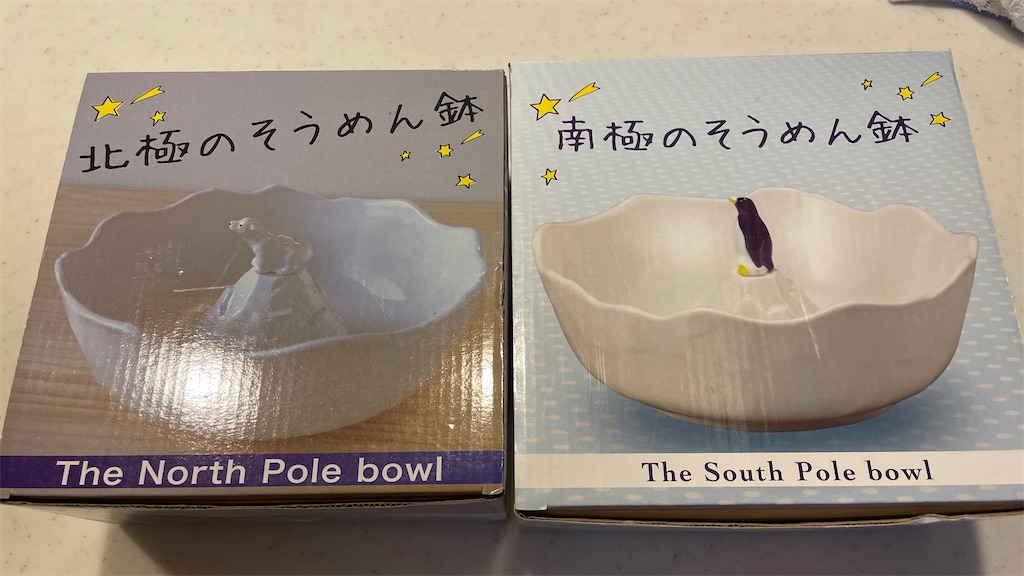 北極のそうめん鉢
The North Pole bowl
南極のそうめん鉢
The South Pole bowl